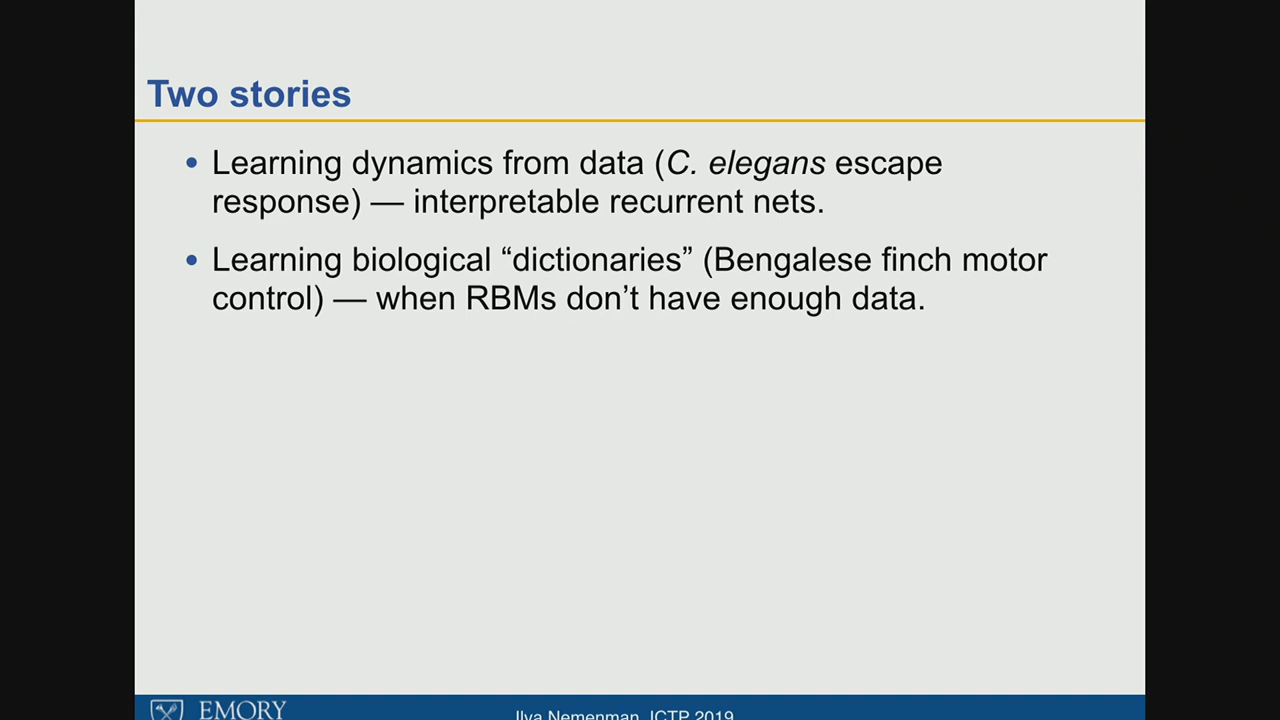 Two stories
• Learning dynamics from data (C. elegans escape
response) — interpretable recurrent nets.
• Learning biological “dictionaries” (Bengalese finch motor
control) — when RBMs don’t have enough data.
EMORY
Ilya Nemenman, ICTP 2019